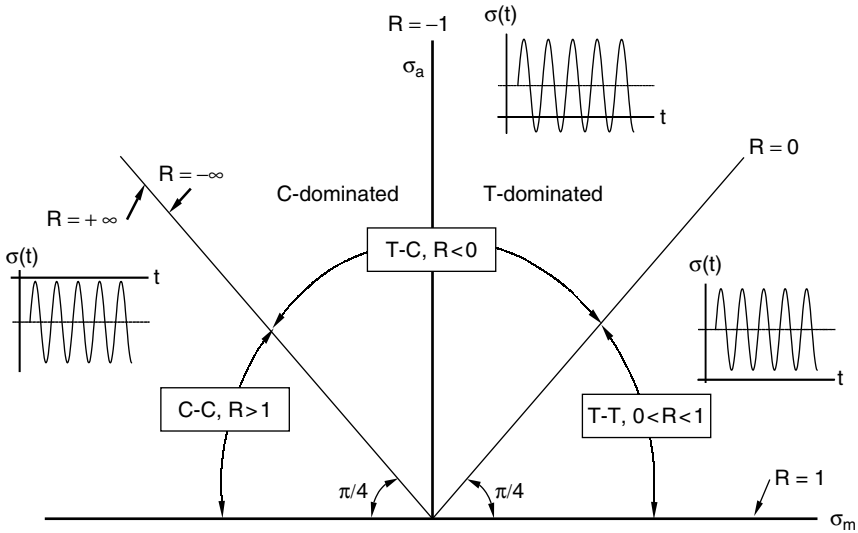 R = −1
σ(t)
σa
t
R = 0
R = −∞
C-dominated
T-dominated
R = + ∞
T-C, R<0
σ(t)
t
σ(t)
t
C-C, R>1
T-T, 0<R<1
π/4
π/4
R = 1
σm